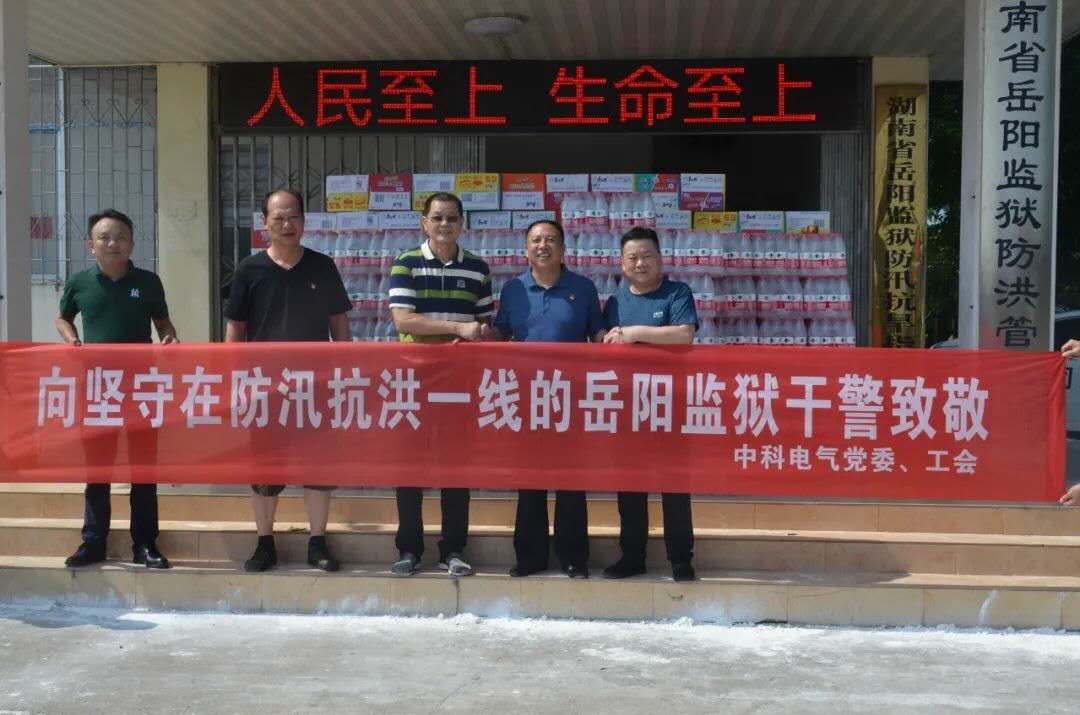 人民至上 生命至上
湖南省岳阳监狱防汛抗旱
南省岳阳监狱防洪管
向坚守在防汛抗洪一线的岳阳监狱干警致敬
中科电气党委、工会